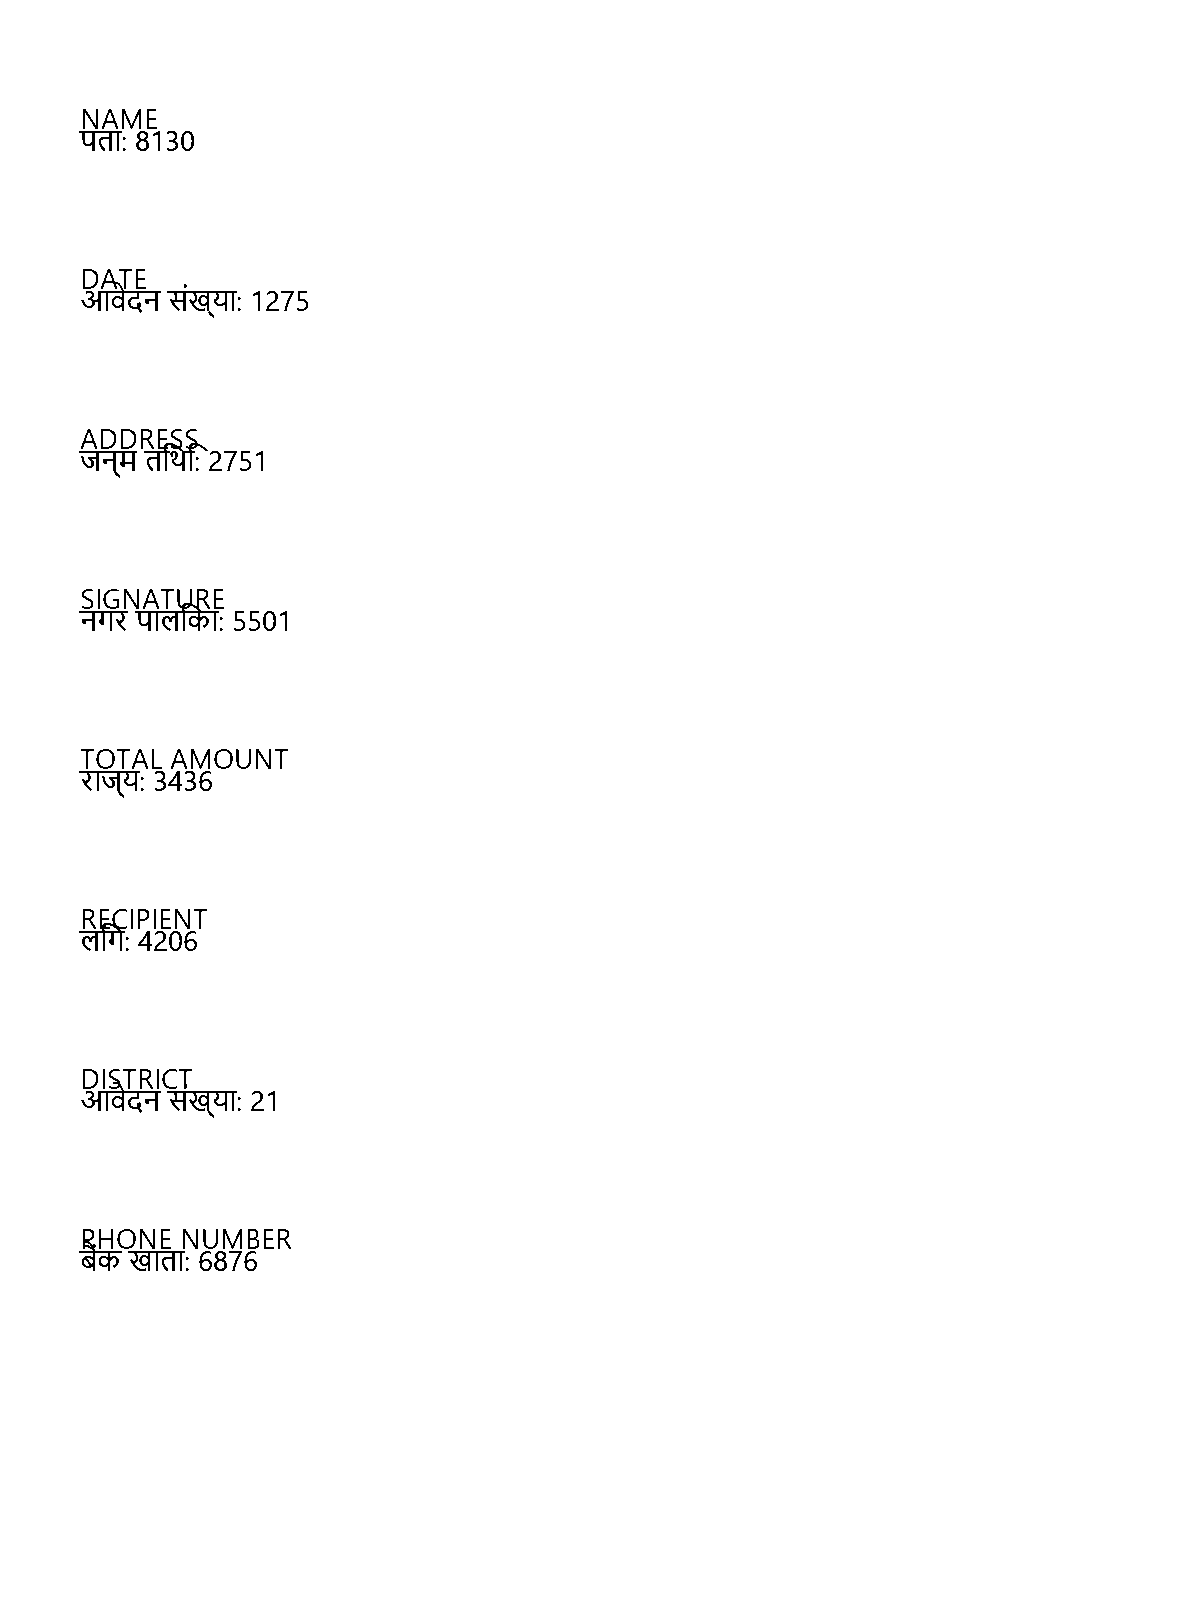 NAME
पता: 8130
DATE
आवेदन संख्या: 1275
ADDRESS
जन्म तिथि: 2751
SIGNATURE
नगर पालिका: 5501
TOTAL AMOUNT
राज्य: 3436
RECIPIENT
लिंग: 4206
DISTRICT
आवेदन संख्या: 21
PHONE NUMBER
बैंक खाता: 6876